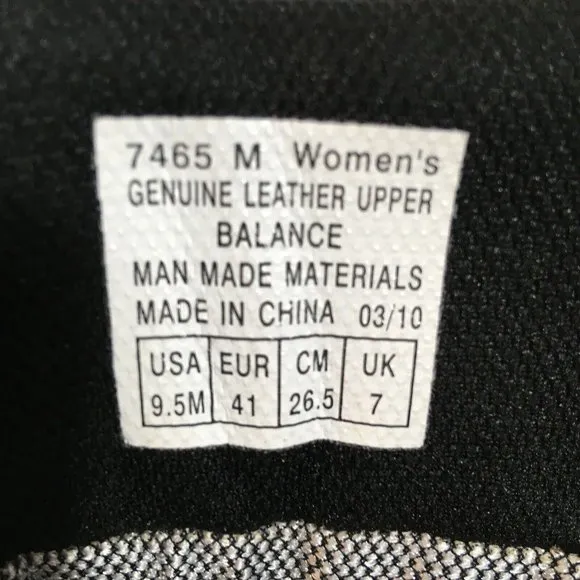 7465 M Women's
GENUINE LEATHER UPPER
BALANCE
MAN MADE MATERIALS
MADE IN CHINA 03/10
USA EUR CM UK
9.5M 41 26.5 7